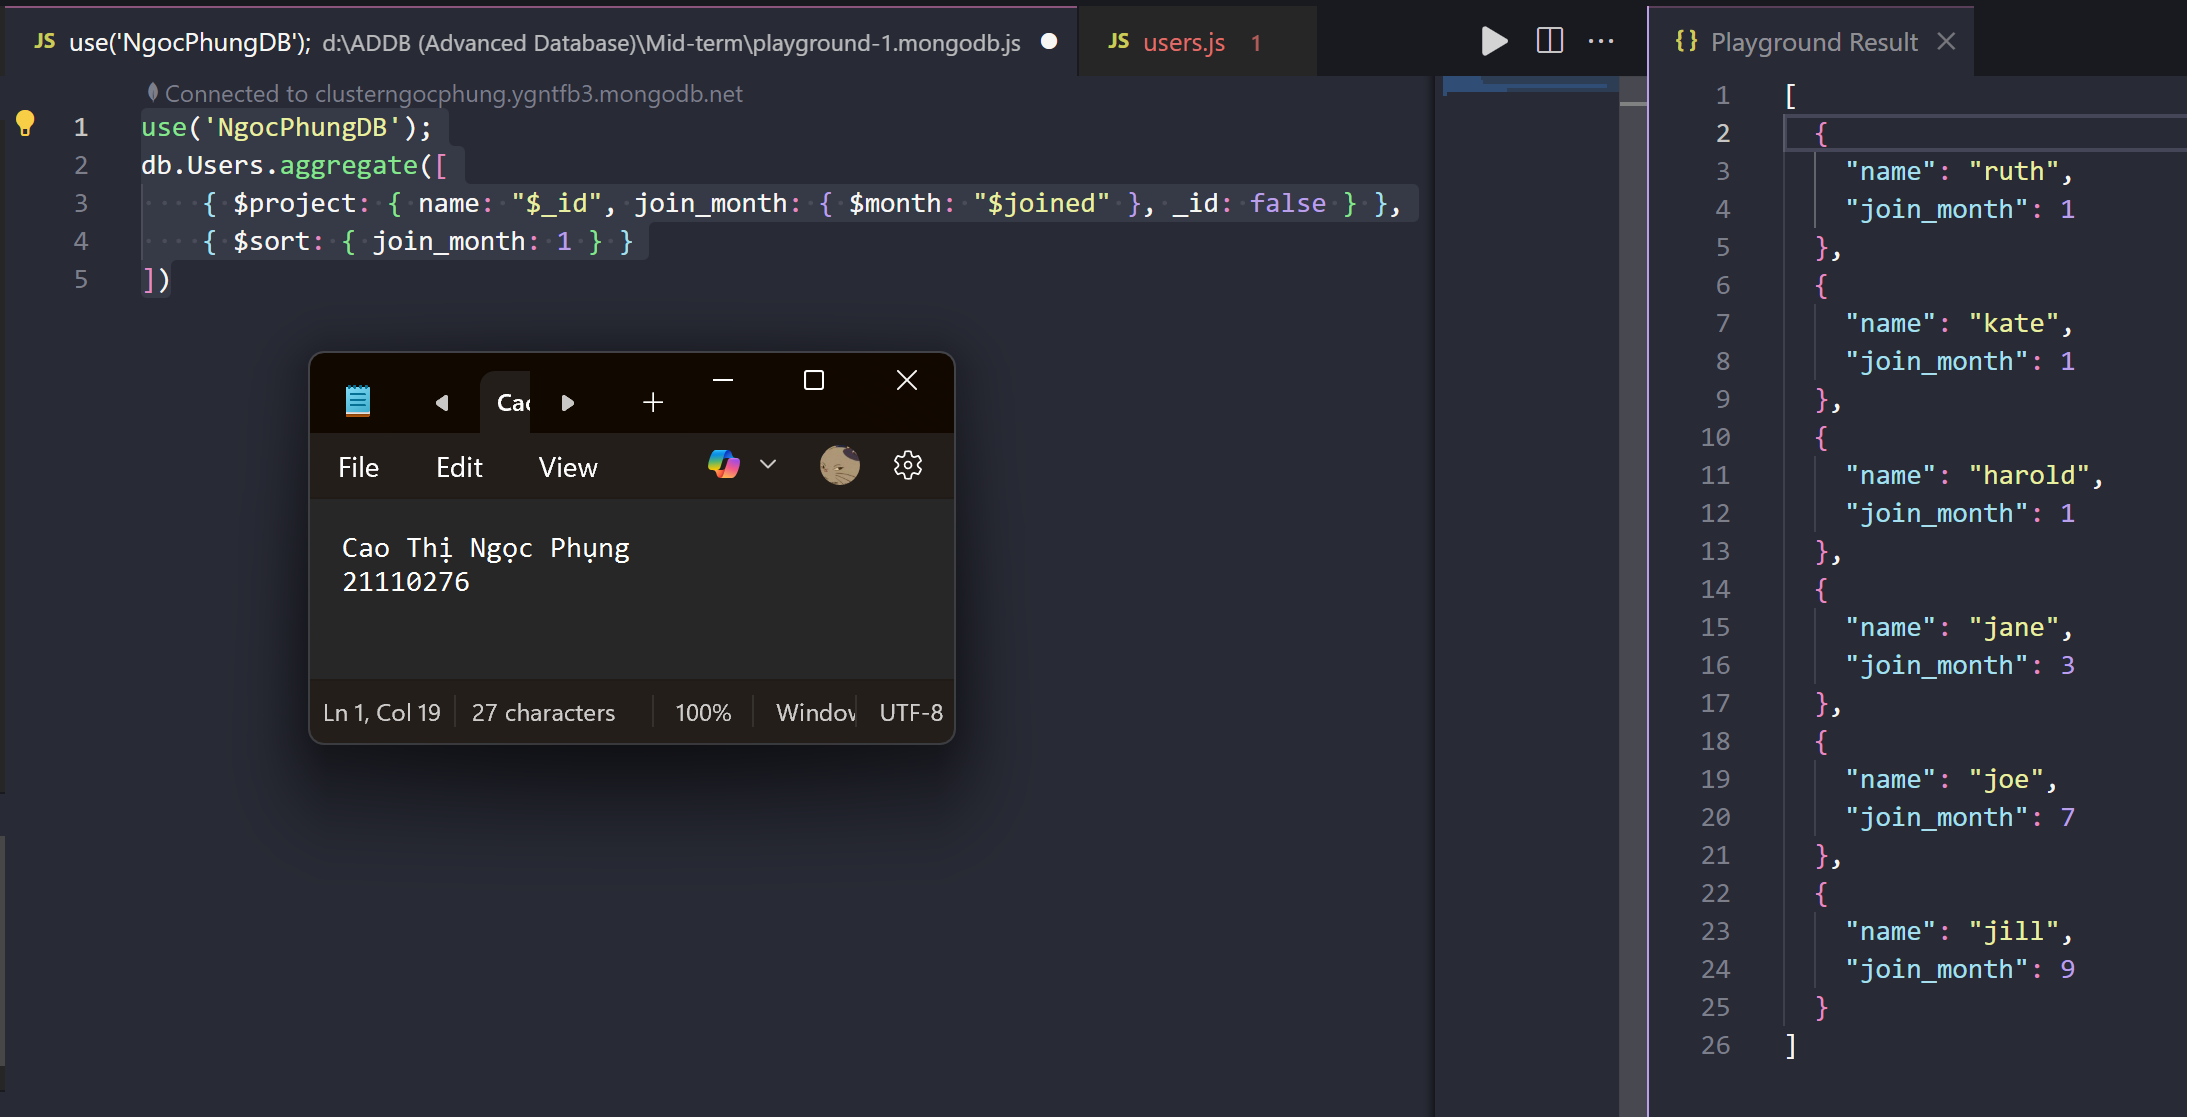 JS use('NgocPhungDB'); d:\ADDB (Advanced Database)\Mid-term\playground-1.mongodb.js
JS users.js 1
Connected to clusterngocphung.ygntfb3.mongodb.net
1 use('NgocPhungDB');
2 db.Users.aggregate([
3 { $project: { name: "$_id", join_month: { $month: "$joined" }, _id: false } },
4 { $sort: { join_month: 1 } }
5 ])
Cao
File Edit View
Cao Thị Ngọc Phụng
21110276
Ln 1, Col 19 27 characters 100% Window UTF-8
{} Playground Result
1 [
2 {
3 "name": "ruth",
4 "join_month": 1
5 },
6 {
7 "name": "kate",
8 "join_month": 1
9 },
10 {
11 "name": "harold",
12 "join_month": 1
13 },
14 {
15 "name": "jane",
16 "join_month": 3
17 },
18 {
19 "name": "joe",
20 "join_month": 7
21 },
22 {
23 "name": "jill",
24 "join_month": 9
25 }
26 ]